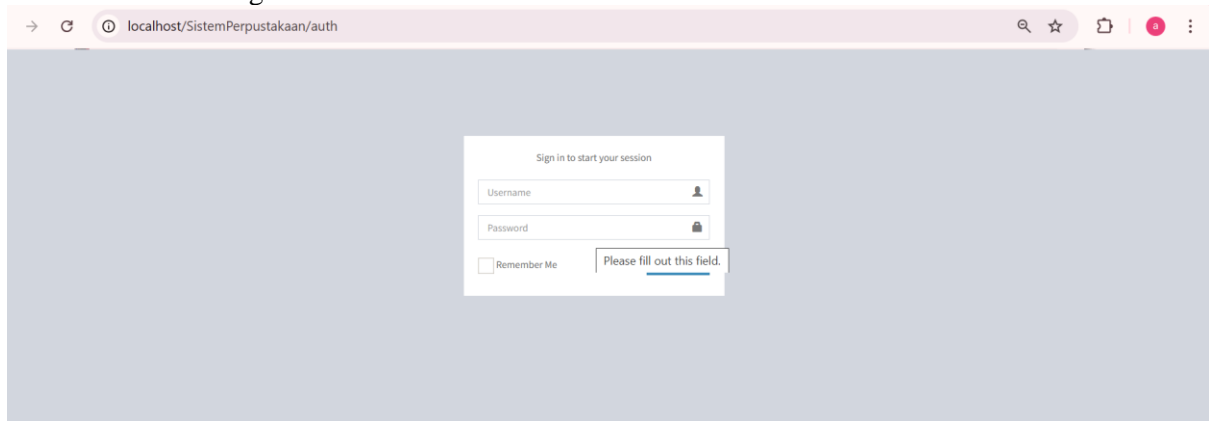 localhost/SistemPerpustakaan/auth
a
Sign in to start your session
Username
Password
Remember Me
Please fill out this field.